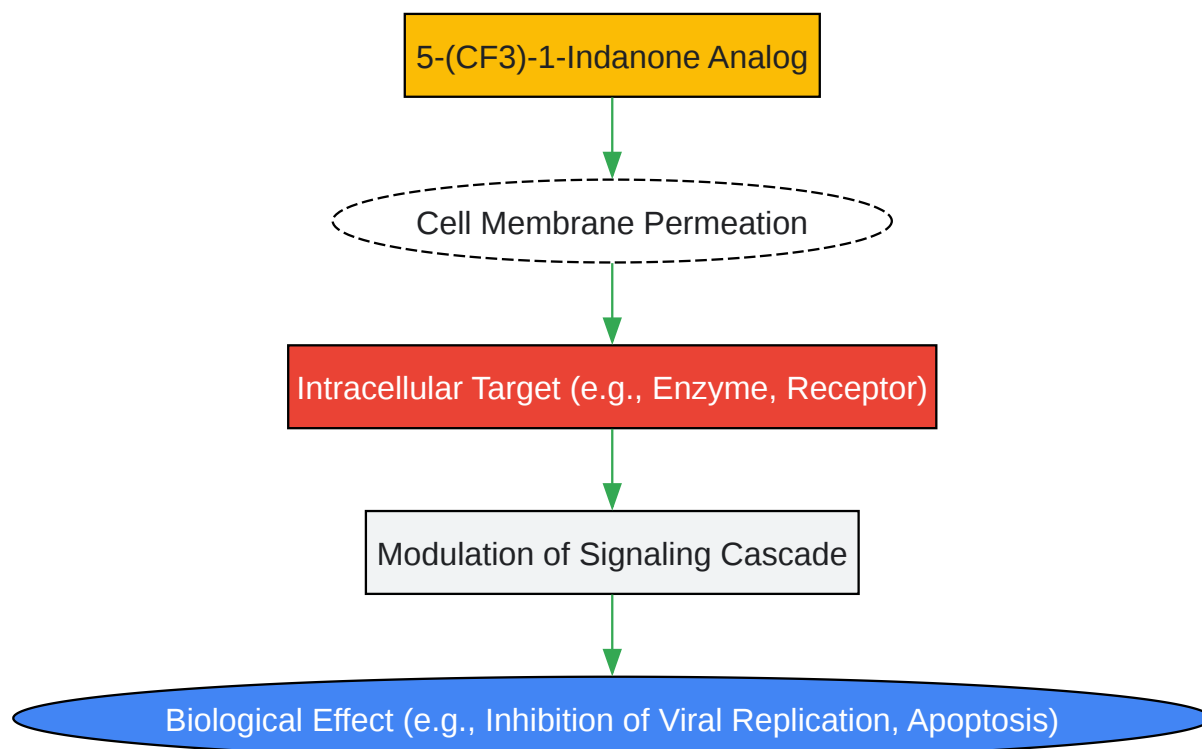 5-(CF3)-1-Indanone Analog
Cell Membrane Permeation
Intracellular Target (e.g., Enzyme, Receptor)
Modulation of Signaling Cascade
Biological Effect (e.g., Inhibition of Viral Replication, Apoptosis)